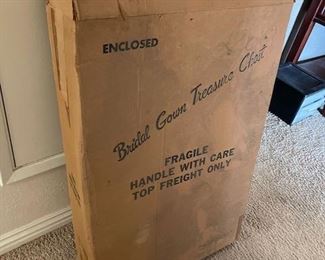 ENCLOSED
Bridal Gown Treasure Chest
FRAGILE
HANDLE WITH CARE
TOP FREIGHT ONLY